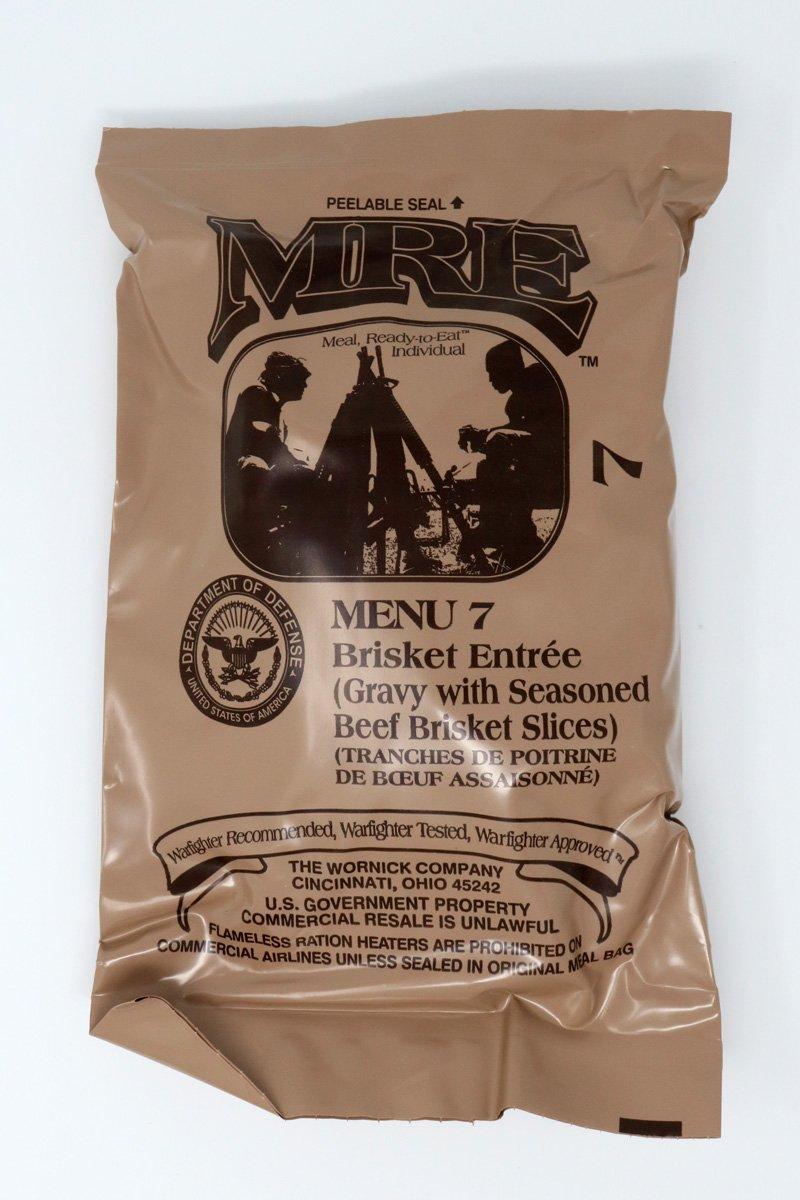 PEELABLE SEAL
MRE
Meal, Ready-to-Eat™
Individual
TM
7
DEPARTMENT OF DEFENSE
UNITED STATES OF AMERICA
MENU 7
Brisket Entrée
(Gravy with Seasoned
Beef Brisket Slices)
(TRANCHES DE POITRINE
DE BŒUF ASSAISONNÉ)
Warfighter Recommended, Warfighter Tested, Warfighter Approved™
THE WORNICK COMPANY
CINCINNATI, OHIO 45242
U.S. GOVERNMENT PROPERTY
COMMERCIAL RESALE IS UNLAWFUL
FLAMELESS RATION HEATERS ARE PROHIBITED ON
COMMERCIAL AIRLINES UNLESS SEALED IN ORIGINAL MEAL BAG